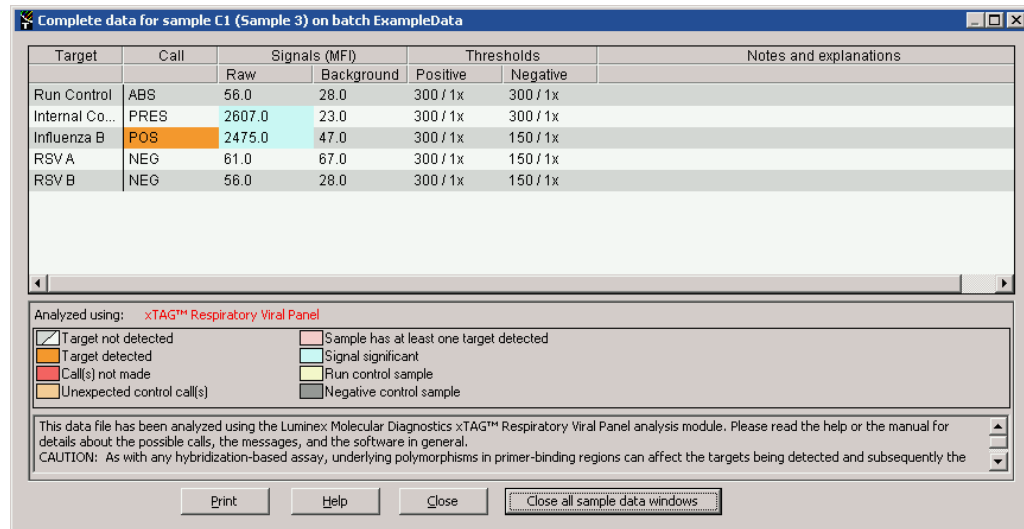 Complete data for sample C1 (Sample 3) on batch ExampleData
Target Call Signals (MFI) Thresholds Notes and explanations
Raw Background Positive Negative
Run Control ABS 56.0 28.0 300 / 1x 300 / 1x
Internal Co... PRES 2607.0 23.0 300 / 1x 300 / 1x
Influenza B POS 2475.0 47.0 300 / 1x 150 / 1x
RSV A NEG 61.0 67.0 300 / 1x 150 / 1x
RSV B NEG 56.0 28.0 300 / 1x 150 / 1x
Analyzed using: xTAG™ Respiratory Viral Panel
Target not detected Sample has at least one target detected
Target detected Signal significant
Call(s) not made Run control sample
Unexpected control call(s) Negative control sample
This data file has been analyzed using the Luminex Molecular Diagnostics xTAG™ Respiratory Viral Panel analysis module. Please read the help or the manual for
details about the possible calls, the messages, and the software in general.
CAUTION: As with any hybridization-based assay, underlying polymorphisms in primer-binding regions can affect the targets being detected and subsequently the
Print Help Close Close all sample data windows